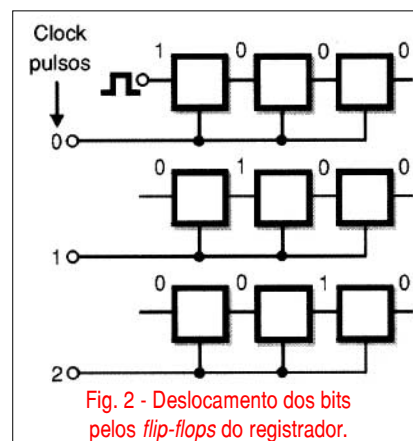 Clock
pulsos
1 0 0 0
0
0 1 0 0
1
0 0 1 0
2
Fig. 2 - Deslocamento dos bits
pelos flip-flops do registrador.